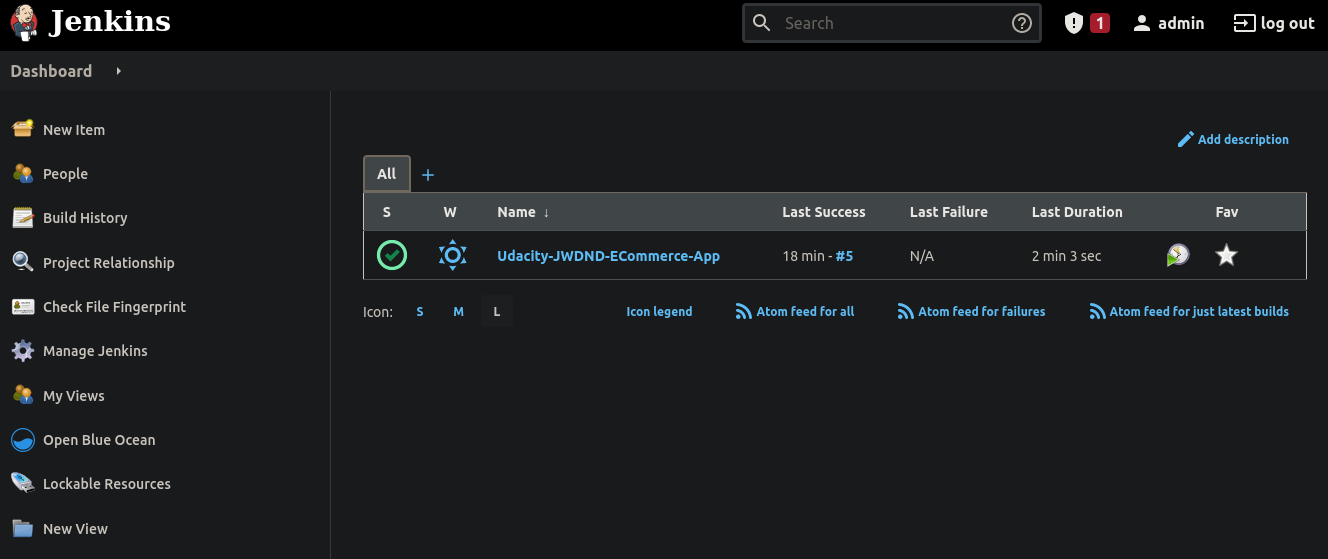 Jenkins
Search
1
admin
log out
Dashboard
New Item
People
Build History
Project Relationship
Check File Fingerprint
Manage Jenkins
My Views
Open Blue Ocean
Lockable Resources
New View
Add description
All +
S W Name ↓ Last Success Last Failure Last Duration Fav
Udacity-JWDND-ECommerce-App 18 min - #5 N/A 2 min 3 sec
Icon: S M L Icon legend Atom feed for all Atom feed for failures Atom feed for just latest builds